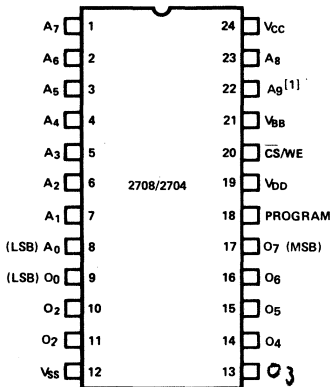 A7 1 24 VCC
A6 2 23 A8
A5 3 22 A9[1]
A4 4 21 VBB
A3 5 20 C̅S̅/WE
A2 6 2708/2704 19 VDD
A1 7 18 PROGRAM
(LSB) A0 8 17 O7 (MSB)
(LSB) O0 9 16 O6
O2 10 15 O5
O2 11 14 O4
VSS 12 13 O3